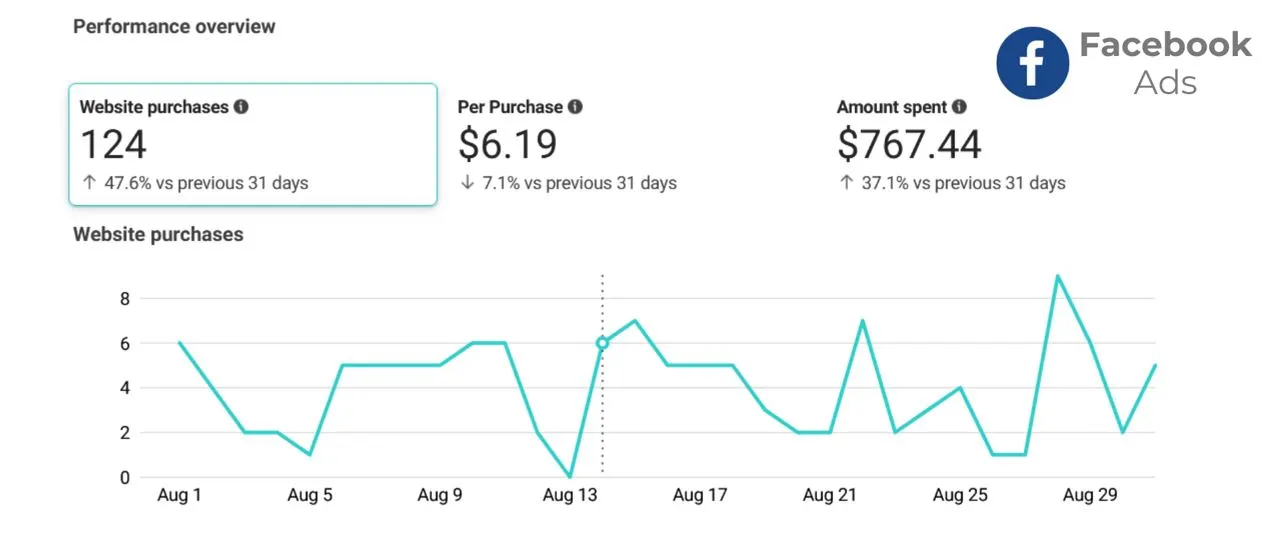 Performance overview
Facebook
Ads
Website purchases
124
↑ 47.6% vs previous 31 days
Per Purchase
$6.19
↓ 7.1% vs previous 31 days
Amount spent
$767.44
↑ 37.1% vs previous 31 days
Website purchases
8
6
4
2
0
Aug 1 Aug 5 Aug 9 Aug 13 Aug 17 Aug 21 Aug 25 Aug 29